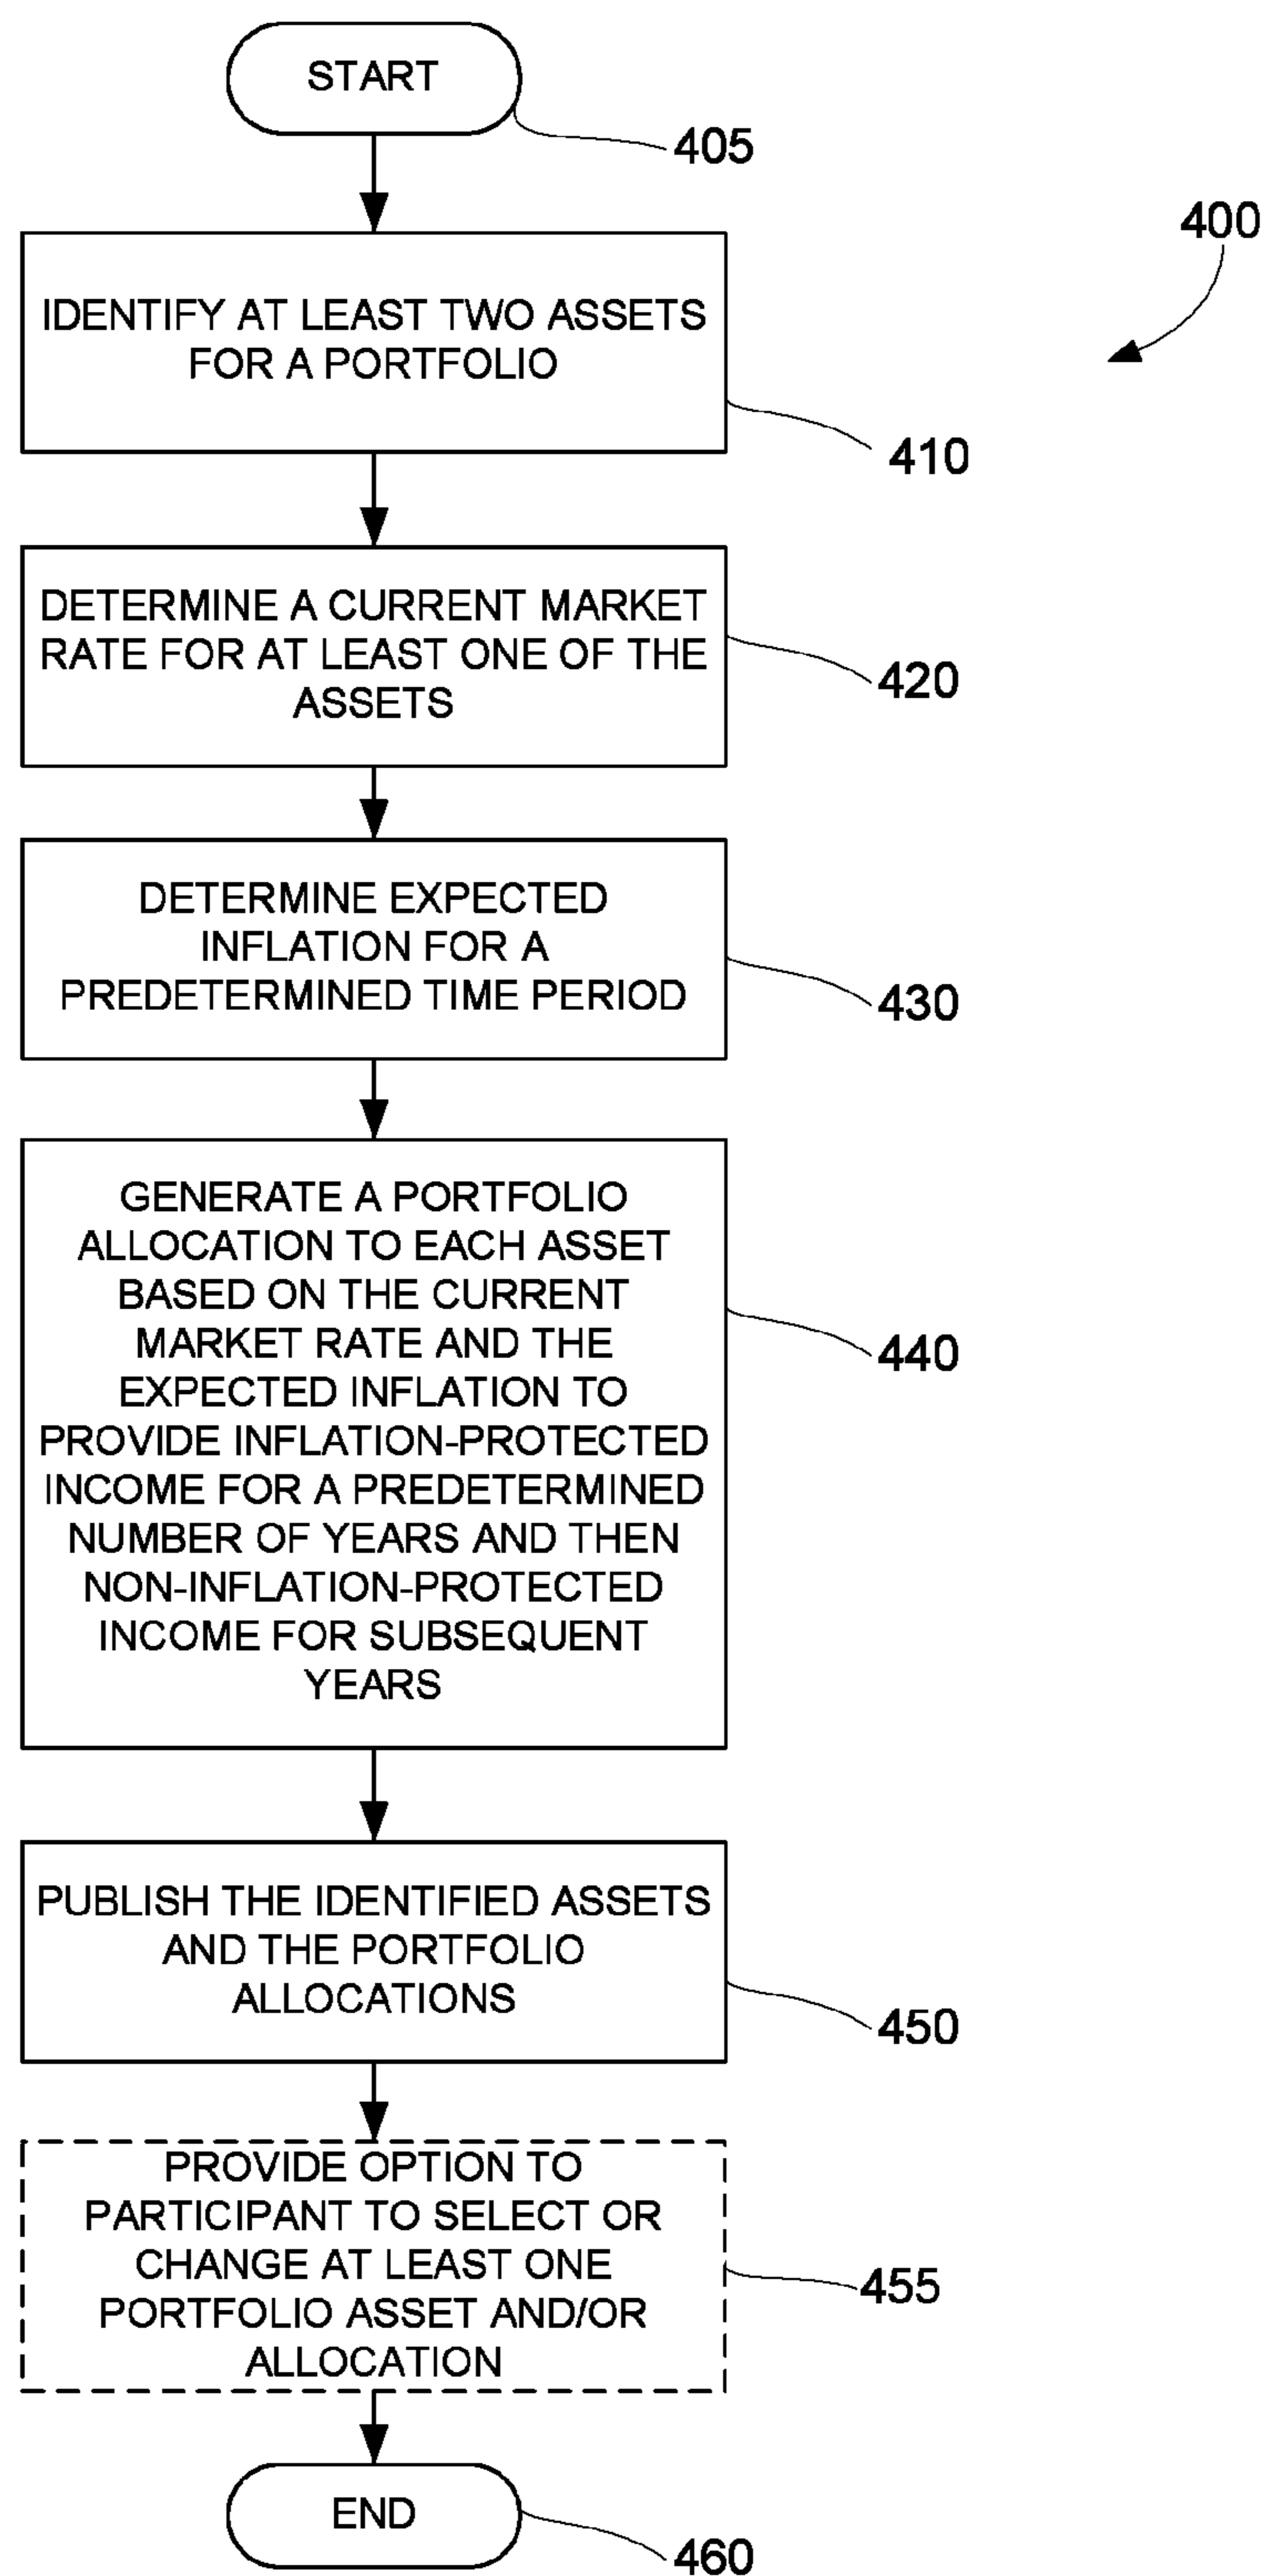 START
405
400
IDENTIFY AT LEAST TWO ASSETS
FOR A PORTFOLIO
410
DETERMINE A CURRENT MARKET
RATE FOR AT LEAST ONE OF THE
ASSETS
420
DETERMINE EXPECTED
INFLATION FOR A
PREDETERMINED TIME PERIOD
430
GENERATE A PORTFOLIO
ALLOCATION TO EACH ASSET
BASED ON THE CURRENT
MARKET RATE AND THE
EXPECTED INFLATION TO
PROVIDE INFLATION-PROTECTED
INCOME FOR A PREDETERMINED
NUMBER OF YEARS AND THEN
NON-INFLATION-PROTECTED
INCOME FOR SUBSEQUENT
YEARS
440
PUBLISH THE IDENTIFIED ASSETS
AND THE PORTFOLIO
ALLOCATIONS
450
PROVIDE OPTION TO
PARTICIPANT TO SELECT OR
CHANGE AT LEAST ONE
PORTFOLIO ASSET AND/OR
ALLOCATION
455
END
460